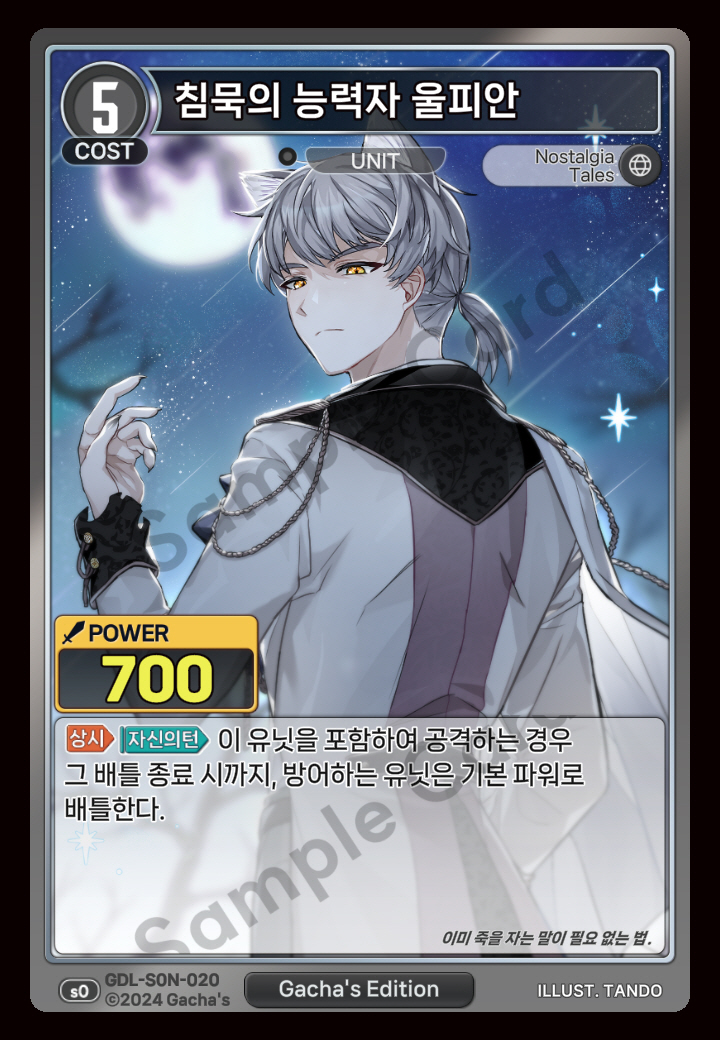 5
COST
침묵의 능력자 울피안
UNIT
Nostalgia
Tales
Sample Card
POWER
700
상시 자신의턴 이 유닛을 포함하여 공격하는 경우
그 배틀 종료 시까지, 방어하는 유닛은 기본 파워로
배틀한다.
Sample Card
이미 죽을 자는 말이 필요 없는 법.
s0
GDL-S0N-020
©2024 Gacha's
Gacha's Edition
ILLUST. TANDO